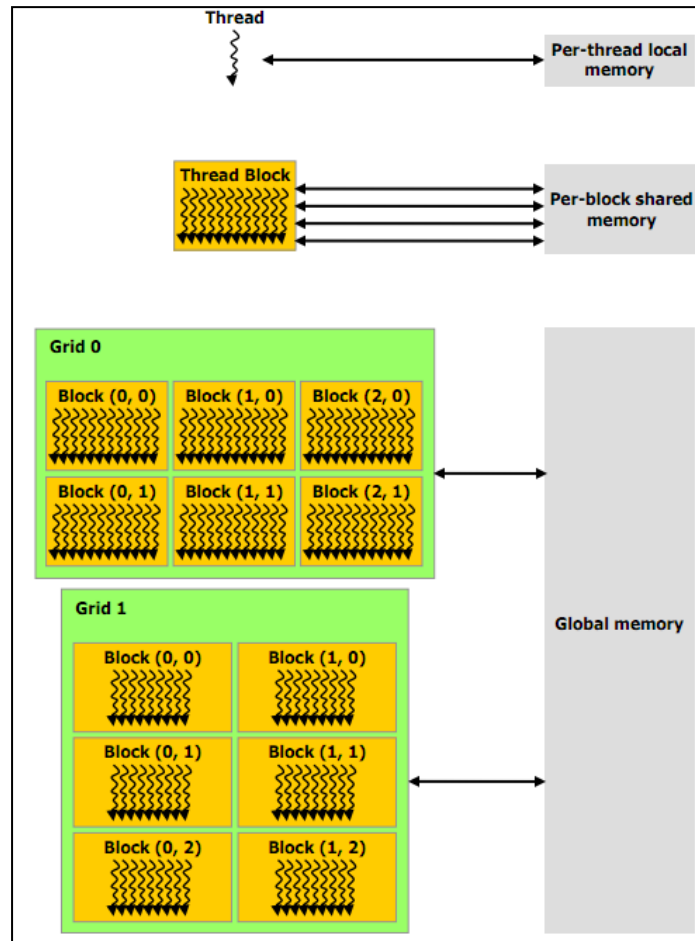 Thread
Per-thread local
memory
Thread Block
Per-block shared
memory
Grid 0
Block (0, 0) Block (1, 0) Block (2, 0)
Block (0, 1) Block (1, 1) Block (2, 1)
Grid 1
Block (0, 0) Block (1, 0)
Block (0, 1) Block (1, 1)
Block (0, 2) Block (1, 2)
Global memory